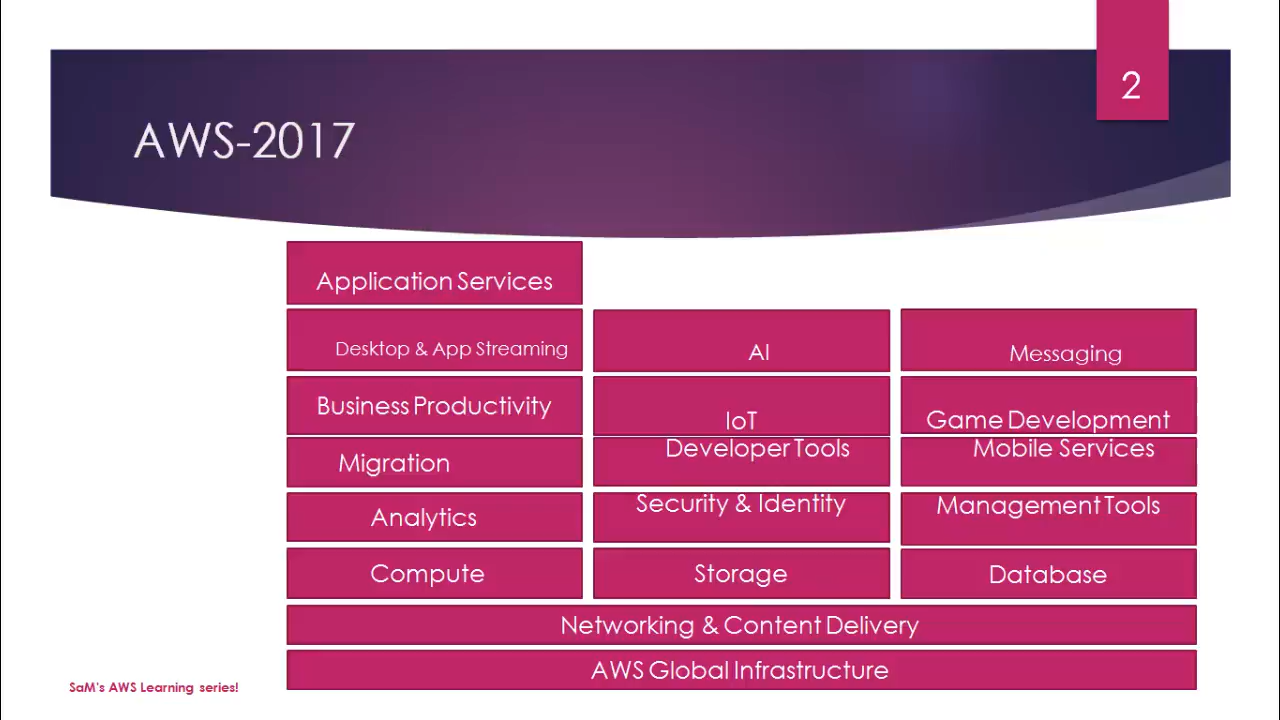 2
AWS-2017
Application Services
Desktop & App Streaming
AI
Messaging
Business Productivity
IoT
Game Development
Migration
Developer Tools
Mobile Services
Analytics
Security & Identity
Management Tools
Compute
Storage
Database
Networking & Content Delivery
AWS Global Infrastructure
SaM's AWS Learning series!